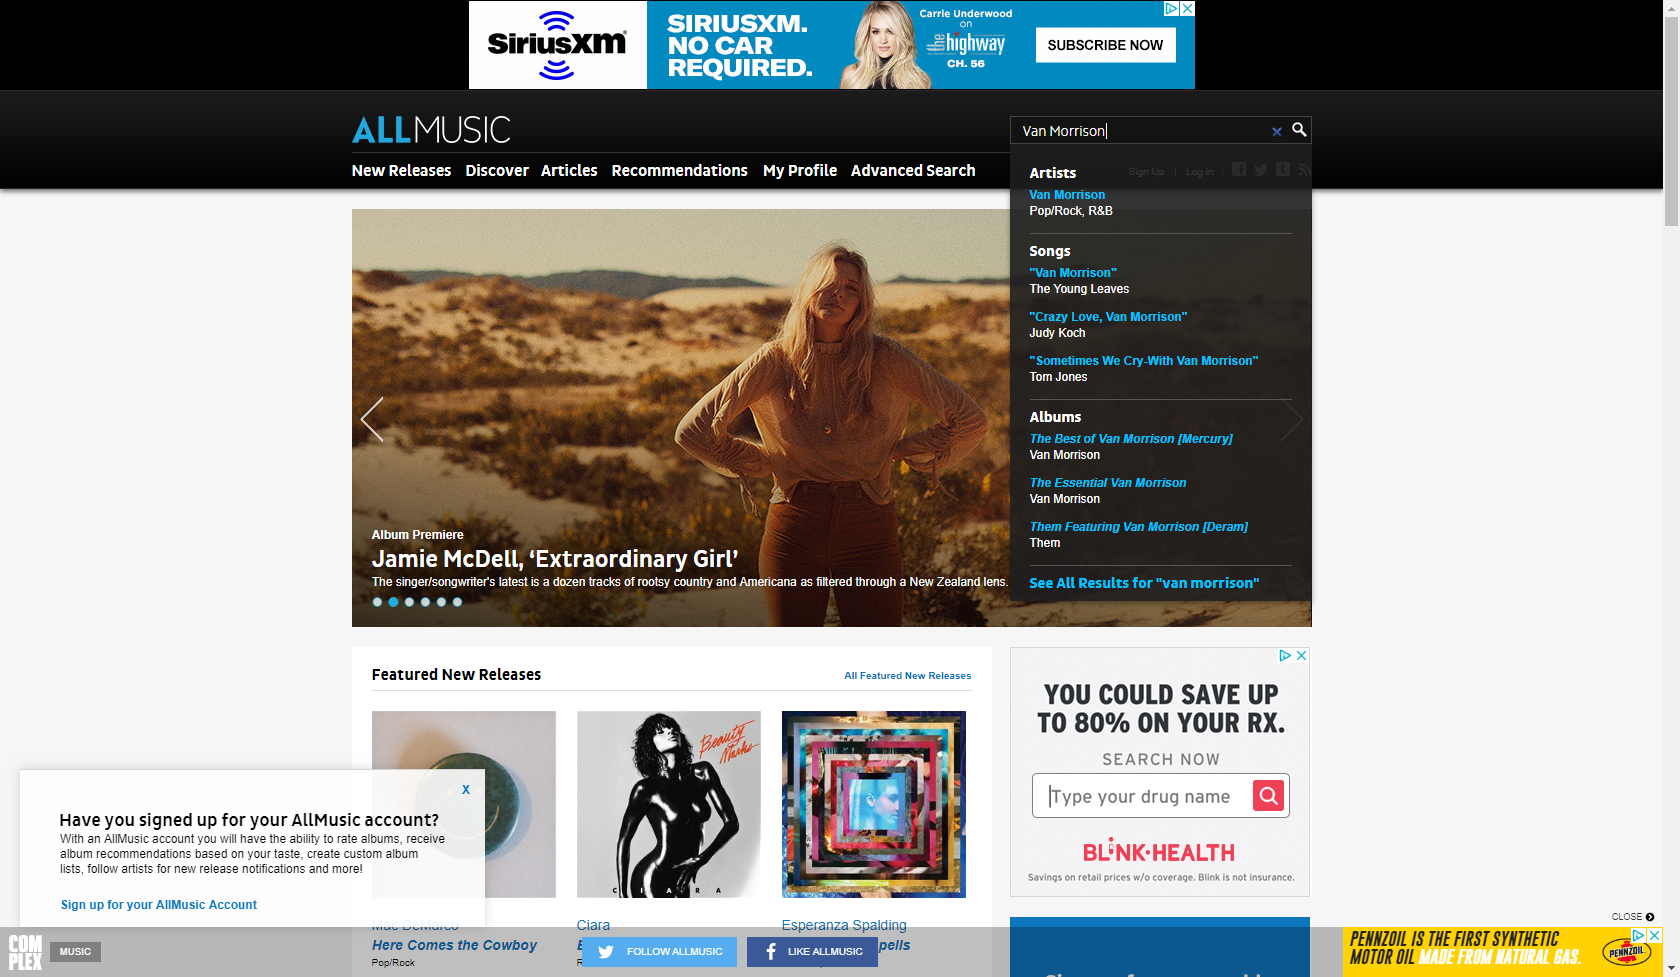 SiriusXM
SIRIUSXM.
NO CAR
REQUIRED.
Carrie Underwood
on
the highway
CH. 56
SUBSCRIBE NOW
ALLMUSIC
Van Morrison
New Releases Discover Articles Recommendations My Profile Advanced Search
Sign Up | Log in
Artists
Van Morrison
Pop/Rock, R&B
Songs
"Van Morrison"
The Young Leaves
"Crazy Love, Van Morrison"
Judy Koch
"Sometimes We Cry-With Van Morrison"
Tom Jones
Albums
The Best of Van Morrison [Mercury]
Van Morrison
The Essential Van Morrison
Van Morrison
Them Featuring Van Morrison [Deram]
Them
See All Results for "van morrison"
Album Premiere
Jamie McDell, ‘Extraordinary Girl’
The singer/songwriter's latest is a dozen tracks of rootsy country and Americana as filtered through a New Zealand lens.
Featured New Releases
All Featured New Releases
Beauty
Marks
CIARA
Mac DeMarco
Here Comes the Cowboy
Pop/Rock
Ciara
Esperanza Spalding
YOU COULD SAVE UP
TO 80% ON YOUR RX.
SEARCH NOW
Type your drug name
BLINK·HEALTH
Savings on retail prices w/o coverage. Blink is not insurance.
X
Have you signed up for your AllMusic account?
With an AllMusic account you will have the ability to rate albums, receive
album recommendations based on your taste, create custom album
lists, follow artists for new release notifications and more!
Sign up for your AllMusic Account
COM
PLEX
MUSIC
FOLLOW ALLMUSIC
LIKE ALLMUSIC
CLOSE
PENNZOIL IS THE FIRST SYNTHETIC
MOTOR OIL MADE FROM NATURAL GAS.
PENNZOIL